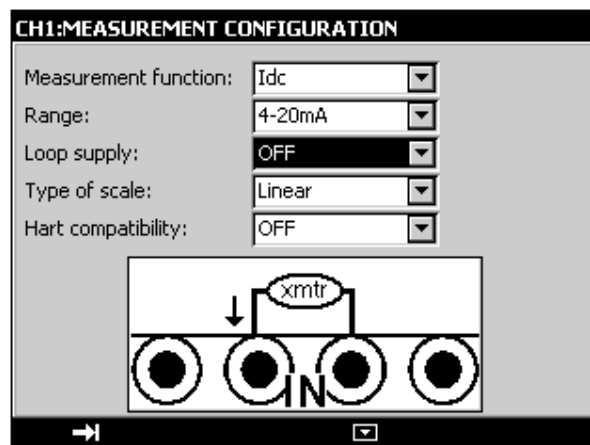 CH1:MEASUREMENT CONFIGURATION
Measurement function: Idc
Range: 4-20mA
Loop supply: OFF
Type of scale: Linear
Hart compatibility: OFF
xmtr
IN